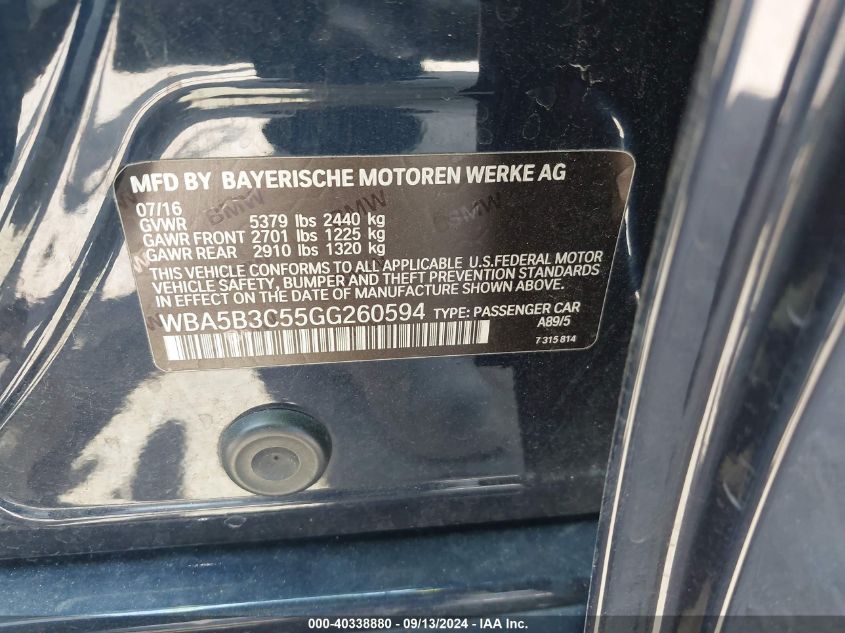 MFD BY BAYERISCHE MOTOREN WERKE AG
07/16
GVWR 5379 lbs 2440 kg
GAWR FRONT 2701 lbs 1225 kg
GAWR REAR 2910 lbs 1320 kg
THIS VEHICLE CONFORMS TO ALL APPLICABLE U.S.FEDERAL MOTOR
VEHICLE SAFETY, BUMPER AND THEFT PREVENTION STANDARDS
IN EFFECT ON THE DATE OF MANUFACTURE SHOWN ABOVE.
WBA5B3C55GG260594 TYPE: PASSENGER CAR
A89/5
7 315 814
BMW
BMW
000-40338880 - 09/13/2024 - IAA Inc.